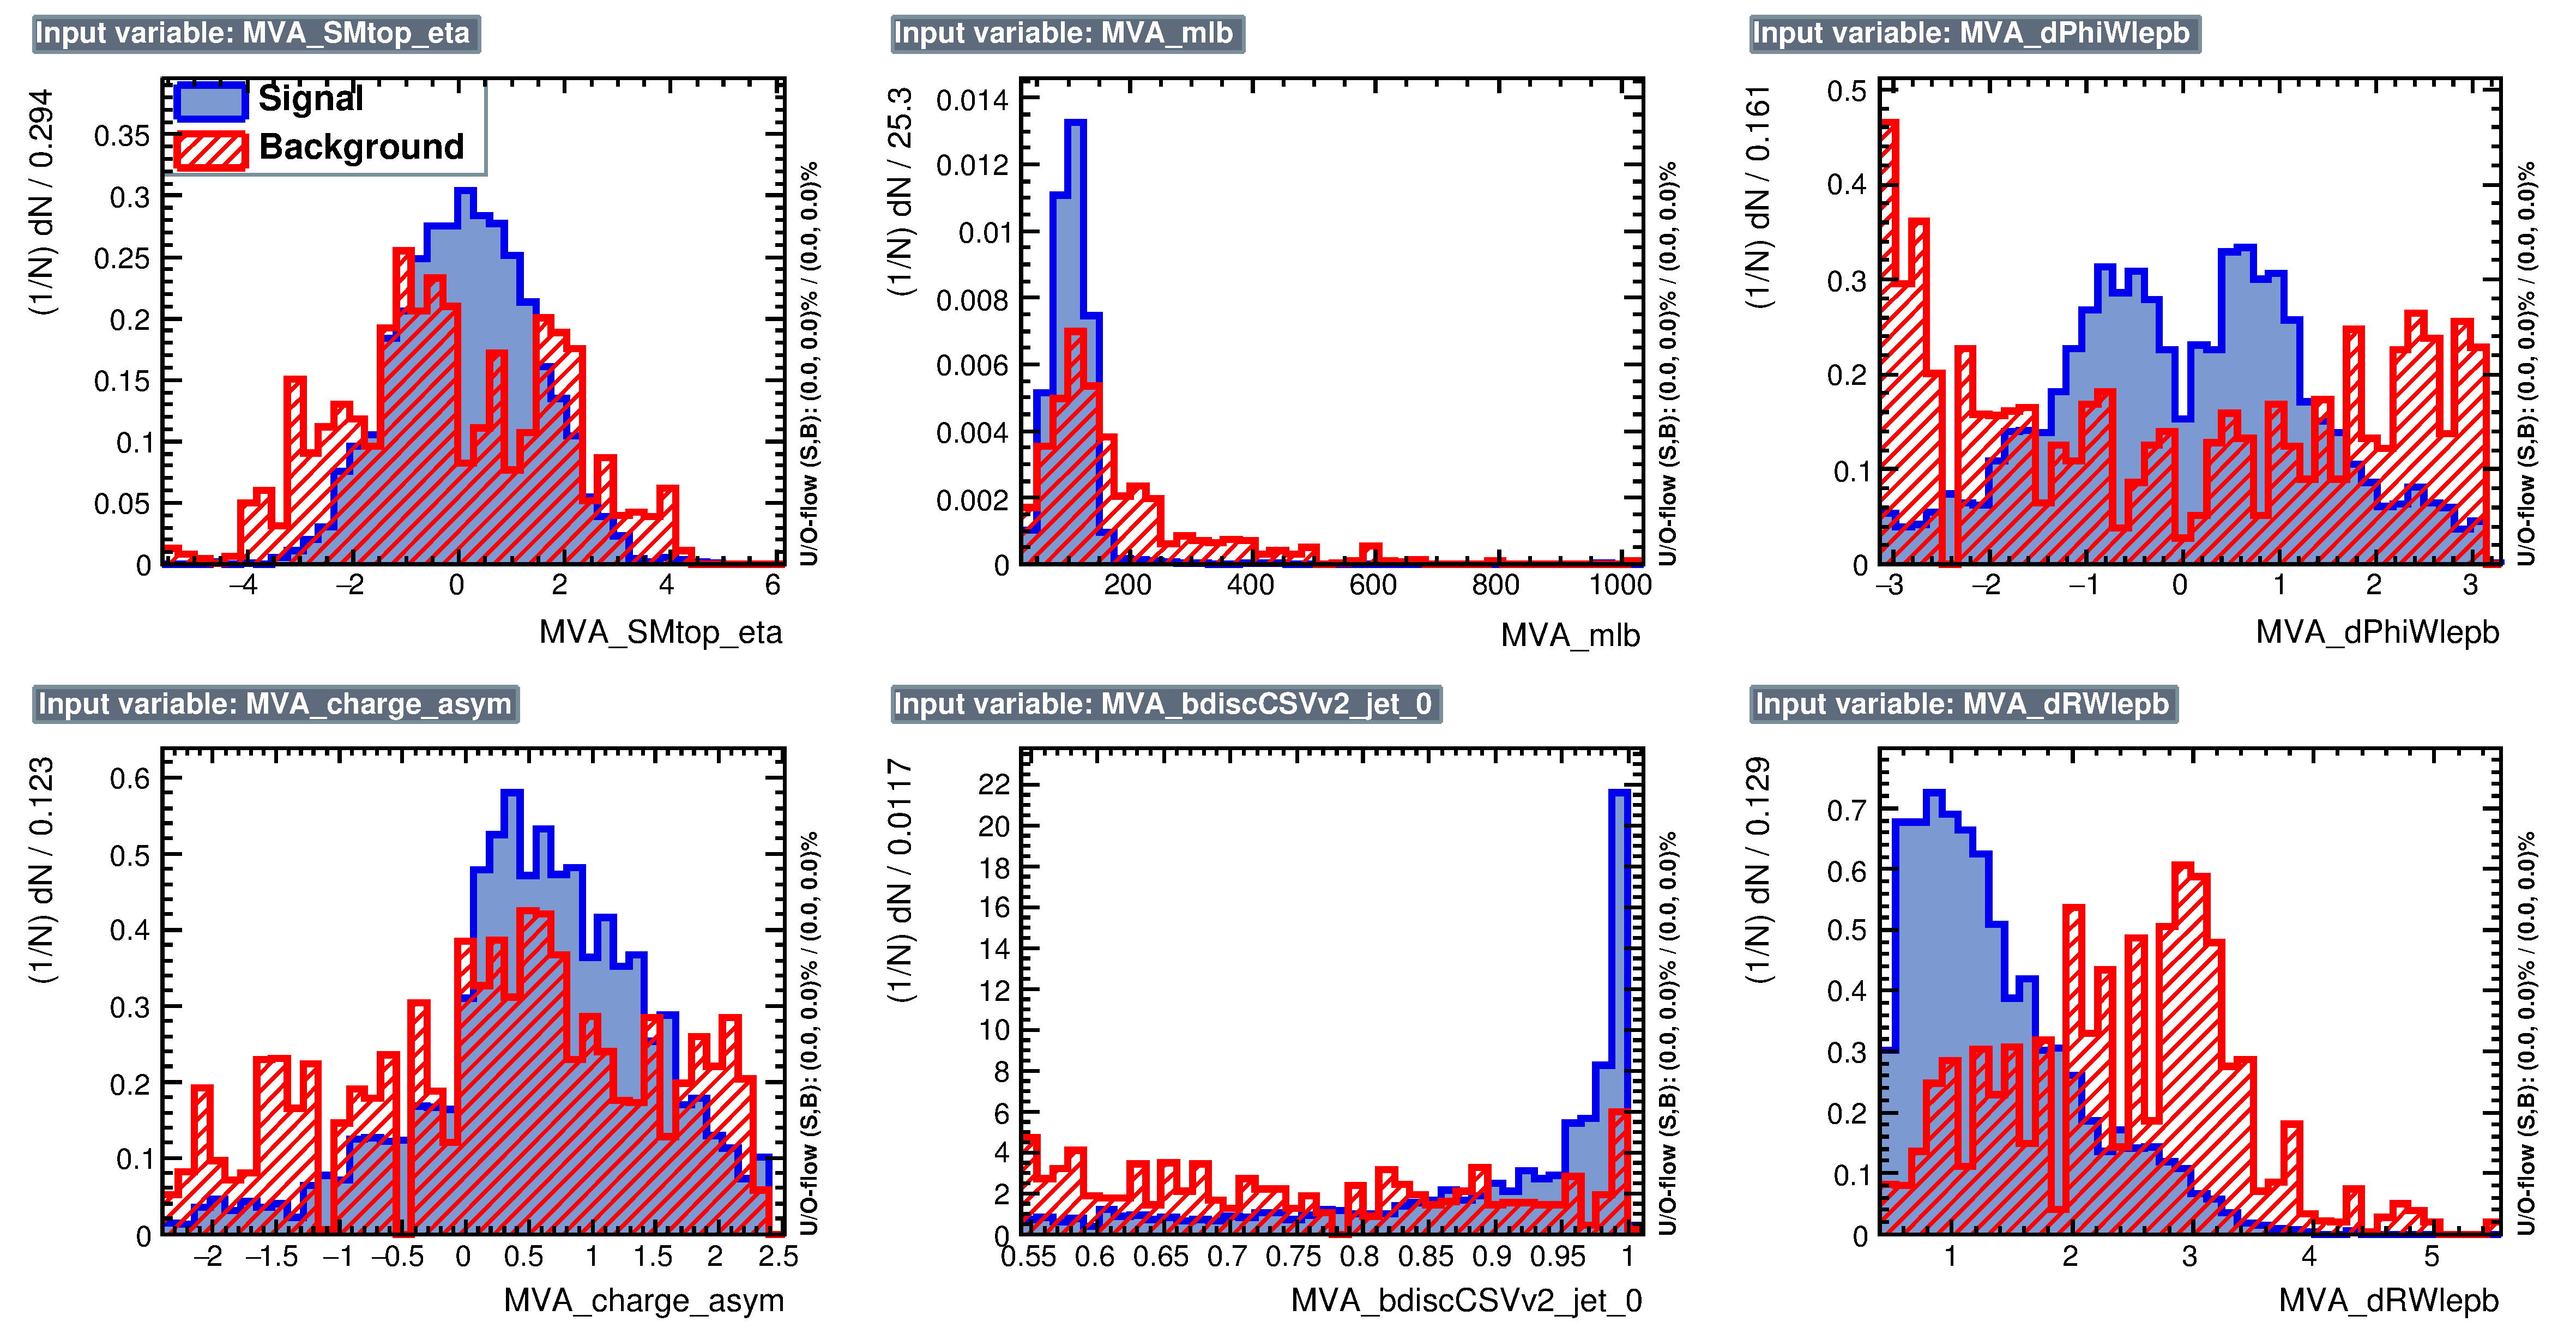 Input variable: MVA_SMtop_eta
(1/N) dN / 0.294
Signal
Background
0.35
0.3
0.25
0.2
0.15
0.1
0.05
0
−4 −2 0 2 4 6
MVA_SMtop_eta
U/O-flow (S,B): (0.0, 0.0)% / (0.0, 0.0)%
Input variable: MVA_mlb
(1/N) dN / 25.3
0.014
0.012
0.01
0.008
0.006
0.004
0.002
0
200 400 600 800 1000
MVA_mlb
U/O-flow (S,B): (0.0, 0.0)% / (0.0, 0.0)%
Input variable: MVA_dPhiWlepb
(1/N) dN / 0.161
0.5
0.4
0.3
0.2
0.1
0
−3 −2 −1 0 1 2 3
MVA_dPhiWlepb
U/O-flow (S,B): (0.0, 0.0)% / (0.0, 0.0)%
Input variable: MVA_charge_asym
(1/N) dN / 0.123
0.6
0.5
0.4
0.3
0.2
0.1
0
−2 −1.5 −1 −0.5 0 0.5 1 1.5 2 2.5
MVA_charge_asym
U/O-flow (S,B): (0.0, 0.0)% / (0.0, 0.0)%
Input variable: MVA_bdiscCSVv2_jet_0
(1/N) dN / 0.0117
22
20
18
16
14
12
10
8
6
4
2
0
0.55 0.6 0.65 0.7 0.75 0.8 0.85 0.9 0.95 1
MVA_bdiscCSVv2_jet_0
U/O-flow (S,B): (0.0, 0.0)% / (0.0, 0.0)%
Input variable: MVA_dRWlepb
(1/N) dN / 0.129
0.7
0.6
0.5
0.4
0.3
0.2
0.1
0
1 2 3 4 5
MVA_dRWlepb
U/O-flow (S,B): (0.0, 0.0)% / (0.0, 0.0)%